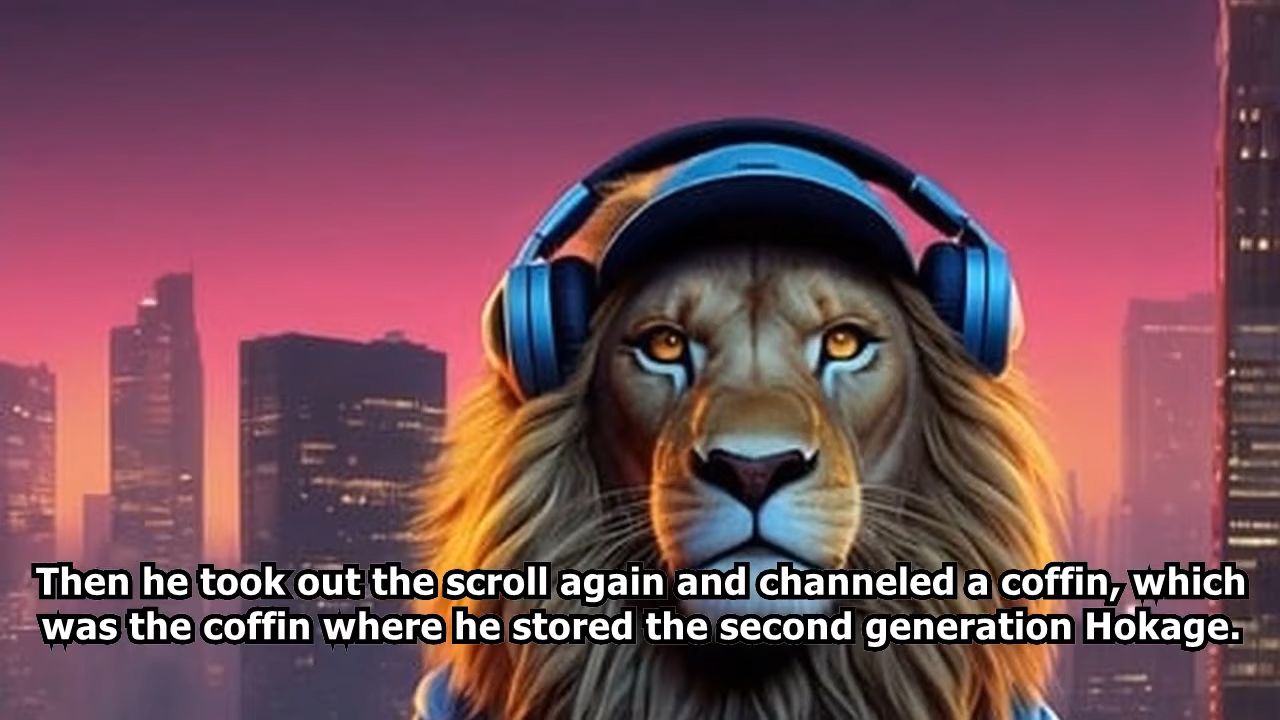 Then he took out the scroll again and channeled a coffin, which
was the coffin where he stored the second generation Hokage.